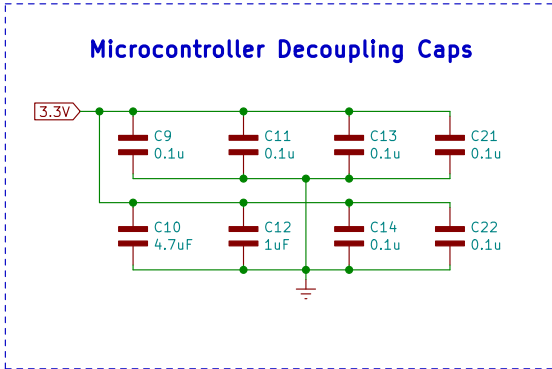 Microcontroller Decoupling Caps
3.3V
C9
0.1u
C11
0.1u
C13
0.1u
C21
0.1u
C10
4.7uF
C12
1uF
C14
0.1u
C22
0.1u